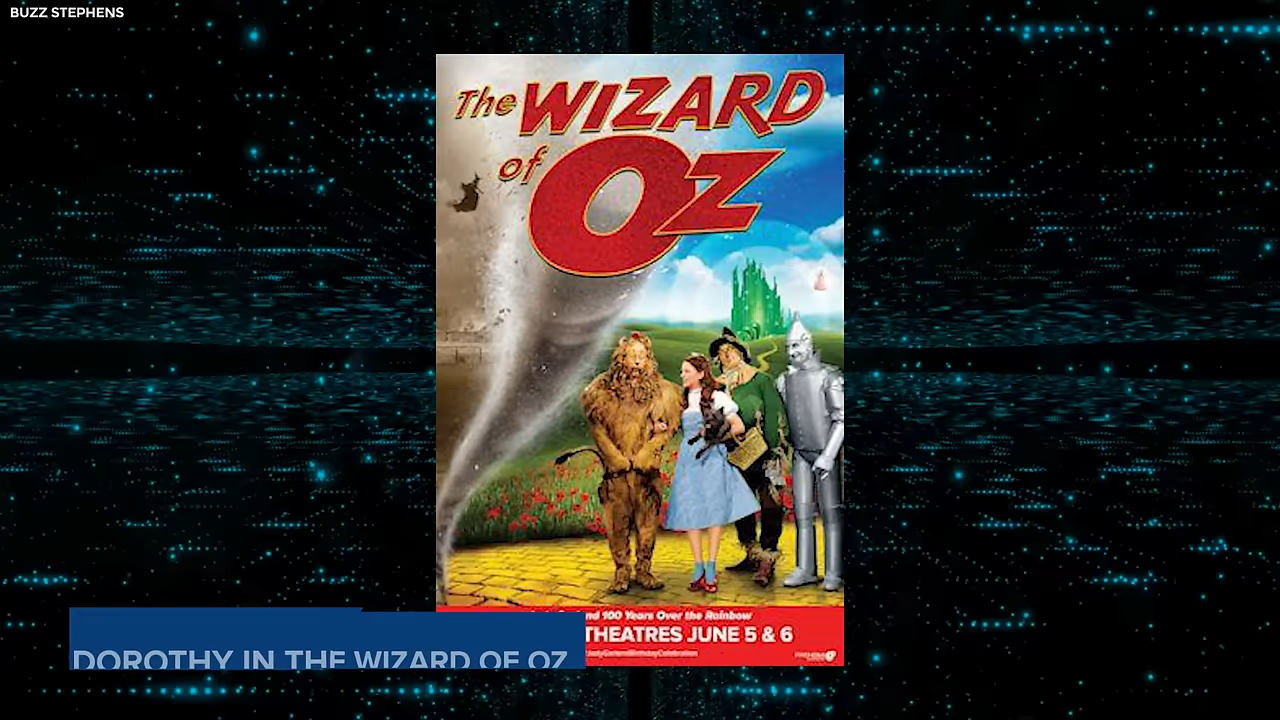 BUZZ STEPHENS
The WIZARD
of OZ
nd 100 Years Over the Rainbow
THEATRES JUNE 5 & 6
DOROTHY IN THE WIZARD OF OZ